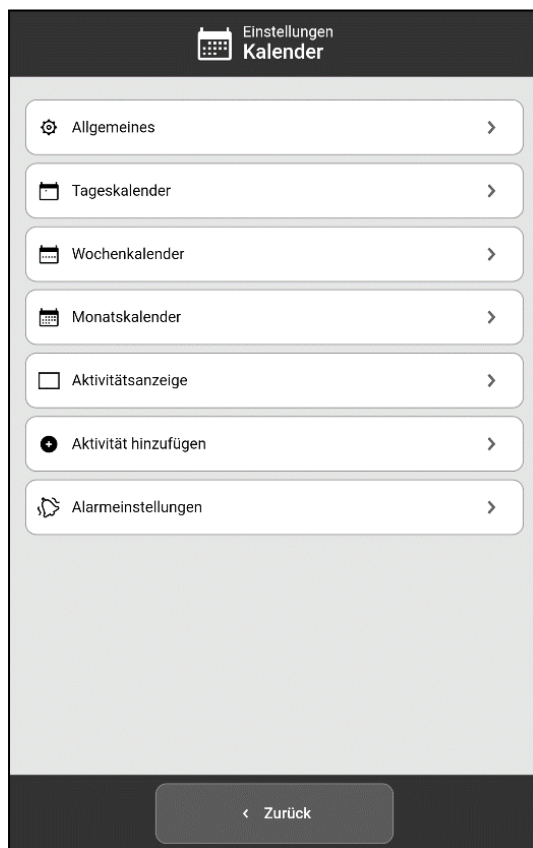 Einstellungen
Kalender
Allgemeines
Tageskalender
Wochenkalender
Monatskalender
Aktivitätsanzeige
Aktivität hinzufügen
Alarmeinstellungen
Zurück